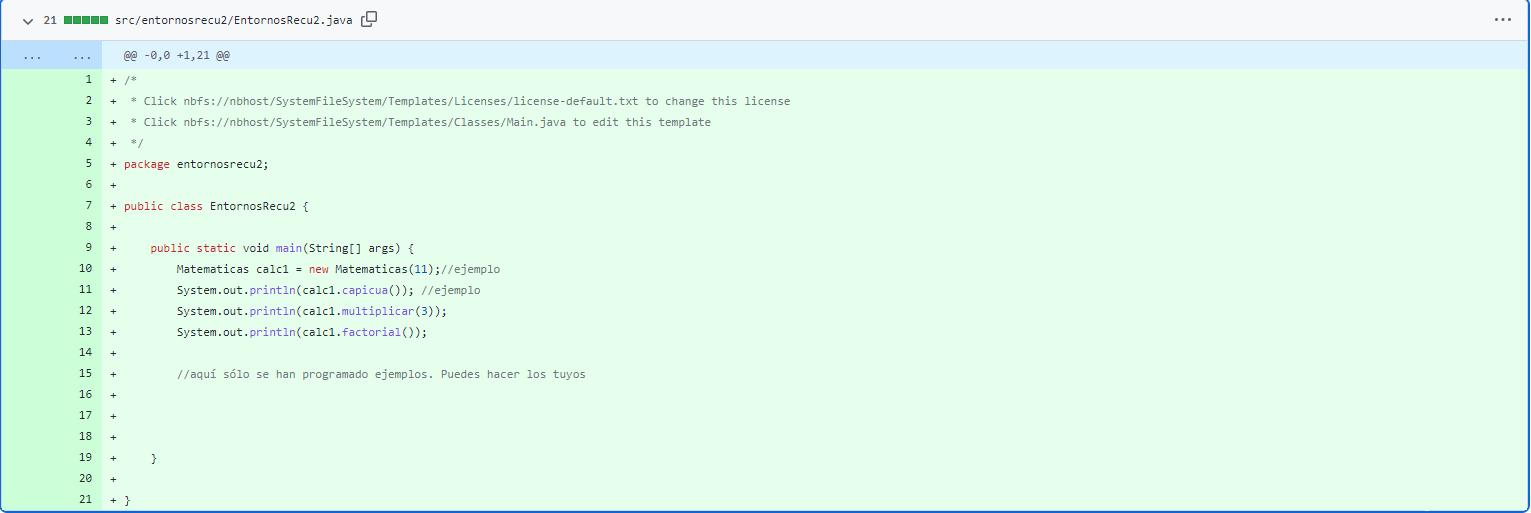 21 src/entornosrecu2/EntornosRecu2.java ...
... ... @@ -0,0 +1,21 @@
1 + /*
2 + * Click nbfs://nbhost/SystemFileSystem/Templates/Licenses/license-default.txt to change this license
3 + * Click nbfs://nbhost/SystemFileSystem/Templates/Classes/Main.java to edit this template
4 + */
5 + package entornosrecu2;
6 +
7 + public class EntornosRecu2 {
8 +
9 + public static void main(String[] args) {
10 + Matematicas calc1 = new Matematicas(11);//ejemplo
11 + System.out.println(calc1.capicua()); //ejemplo
12 + System.out.println(calc1.multiplicar(3));
13 + System.out.println(calc1.factorial());
14 +
15 + //aquí sólo se han programado ejemplos. Puedes hacer los tuyos
16 +
17 +
18 +
19 + }
20 +
21 + }